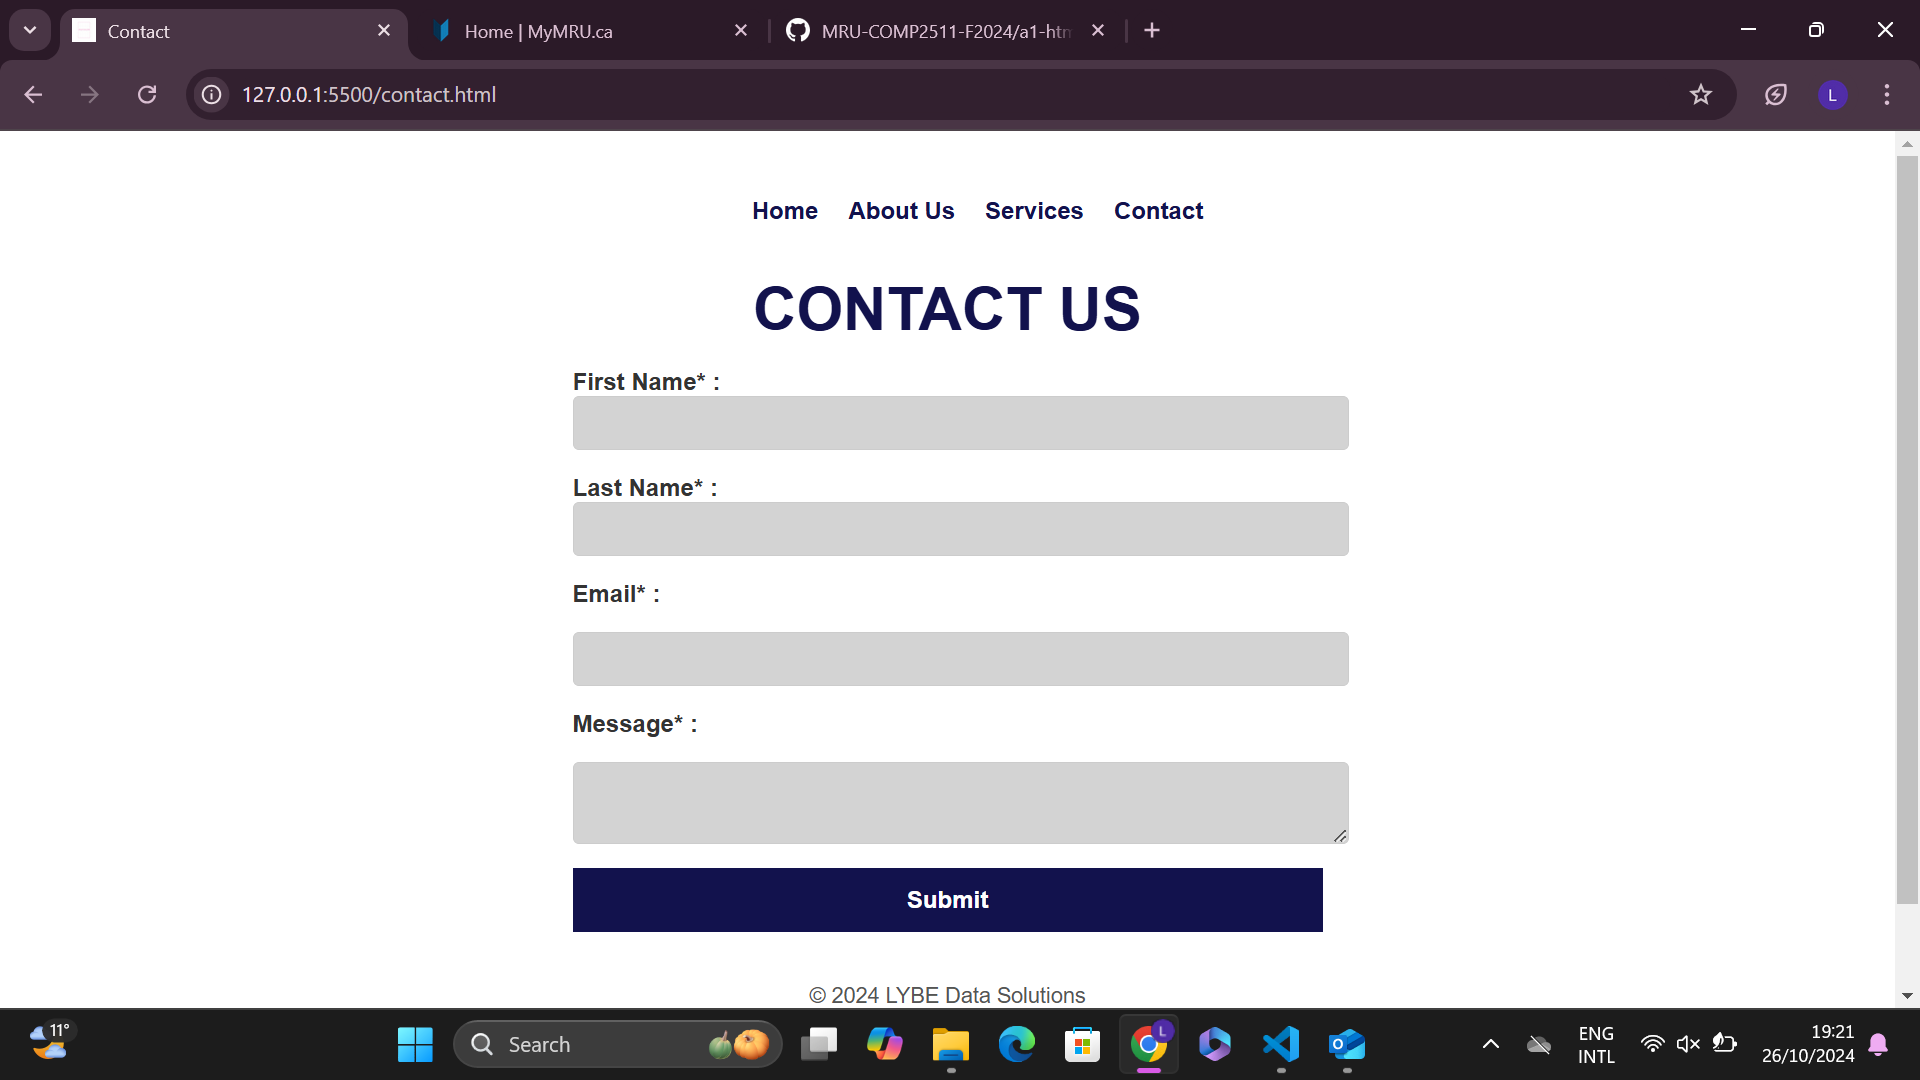 Contact
Home | MyMRU.ca
MRU-COMP2511-F2024/a1-htm
127.0.0.1:5500/contact.html
L
Home About Us Services Contact
CONTACT US
First Name* :
Last Name* :
Email* :
Message* :
Submit
© 2024 LYBE Data Solutions
11°
Search
L
ENG
INTL
19:21
26/10/2024